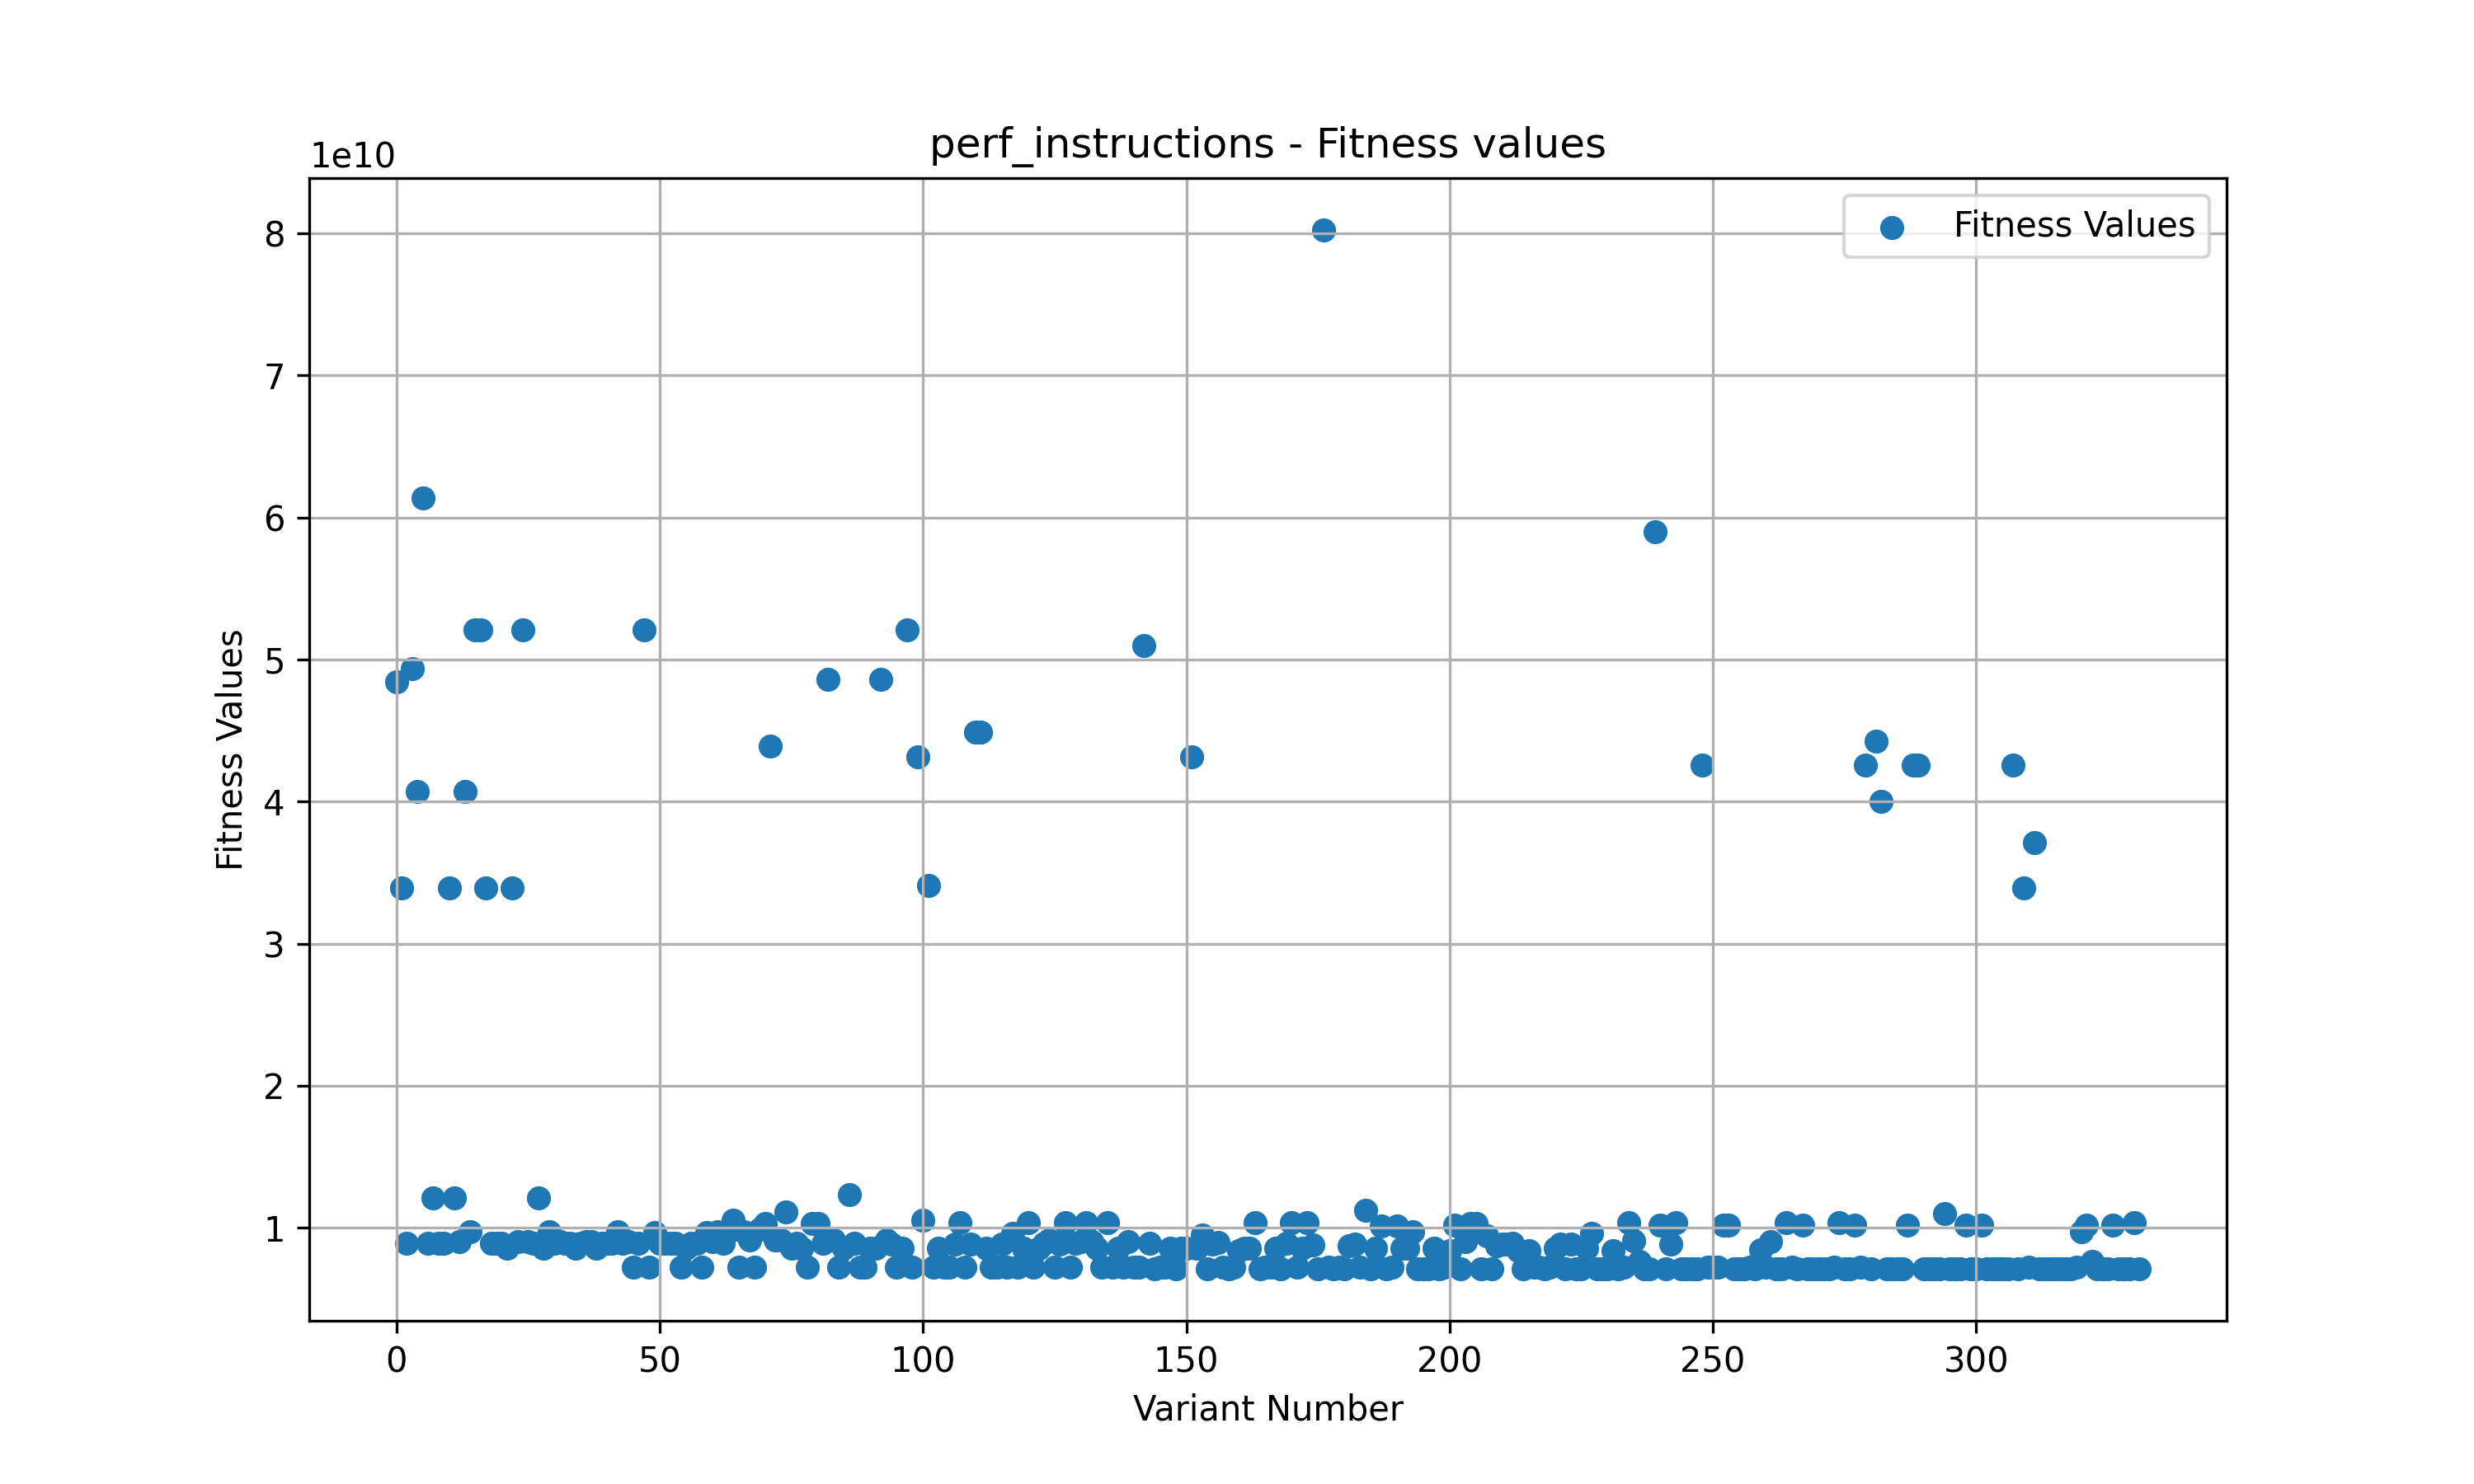 perf_instructions - Fitness values
1e10
Fitness Values
8
7
6
5
4
3
2
1
Fitness Values
0 50 100 150 200 250 300
Variant Number